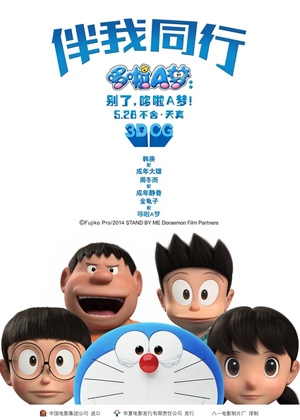 伴我同行
哆啦A梦:
别了,哆啦A梦!
5.28 不舍·天真
3DCG
韩庚
配
成年大雄
周冬雨
配
成年静香
金龟子
配
哆啦A梦
©Fujiko Pro/2014 STAND BY ME Doraemon Film Partners
中国电影集团公司 进口
华夏电影发行有限责任公司 发行
八一电影制片厂 译制